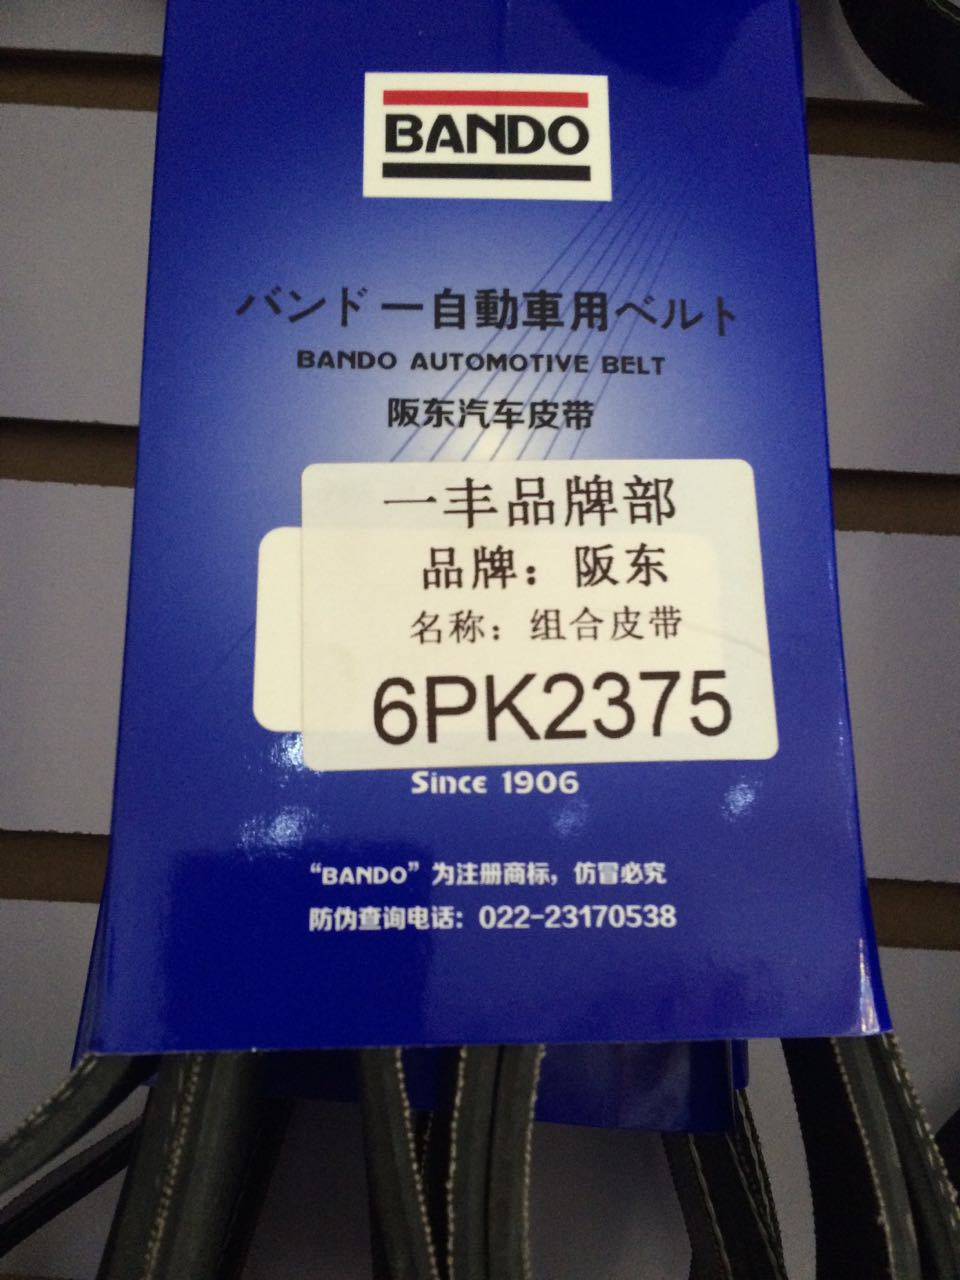 BANDO
バンドー自動車用ベルト
BANDO AUTOMOTIVE BELT
阪东汽车皮带
一丰品牌部
品牌：阪东
名称：组合皮带
6PK2375
Since 1906
“BANDO”为注册商标，仿冒必究
防伪查询电话：022-23170538